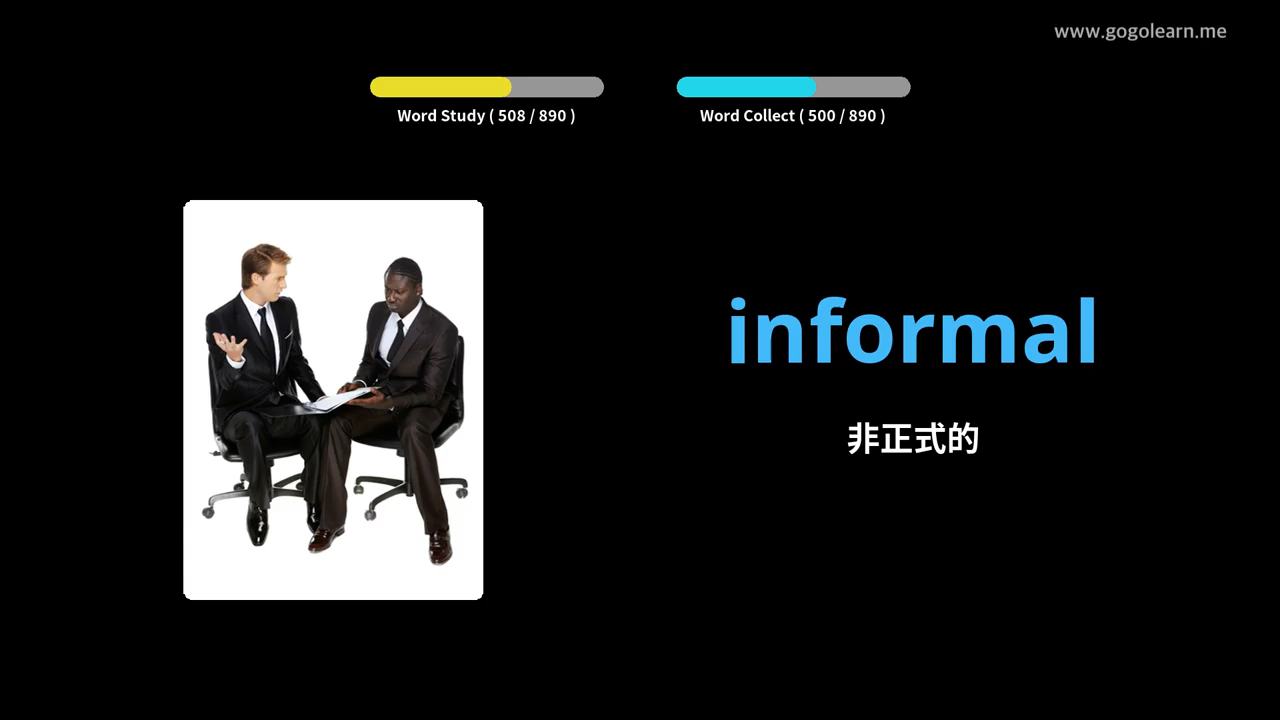 www.gogolearn.me
Word Study ( 508 / 890 )
Word Collect ( 500 / 890 )
informal
非正式的